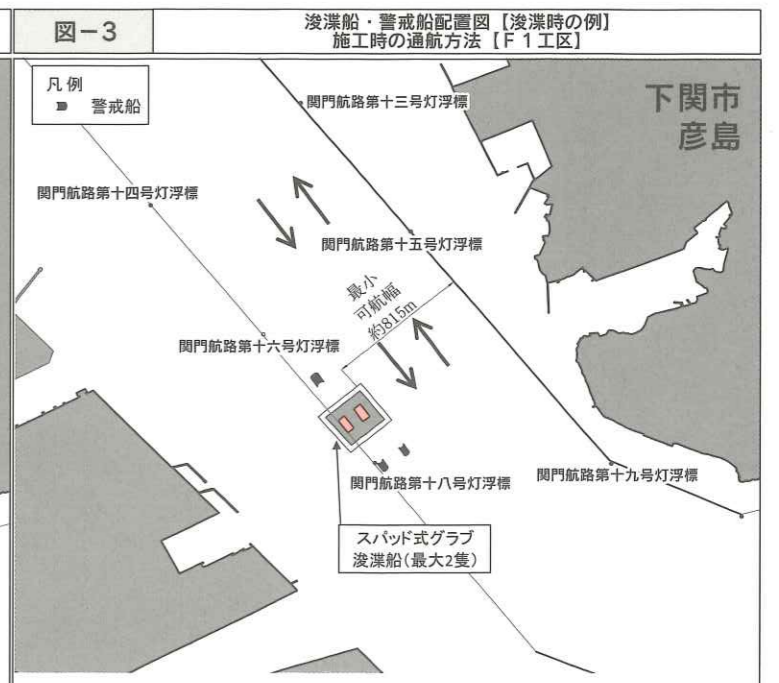 図-3
浚渫船・警戒船配置図【浚渫時の例】
施工時の通航方法【F1工区】
凡例
警戒船
下関市
彦島
関門航路第十三号灯浮標
関門航路第十四号灯浮標
関門航路第十五号灯浮標
最小
可航幅
約815m
関門航路第十六号灯浮標
関門航路第十八号灯浮標
関門航路第十九号灯浮標
スパッド式グラブ
浚渫船(最大2隻)